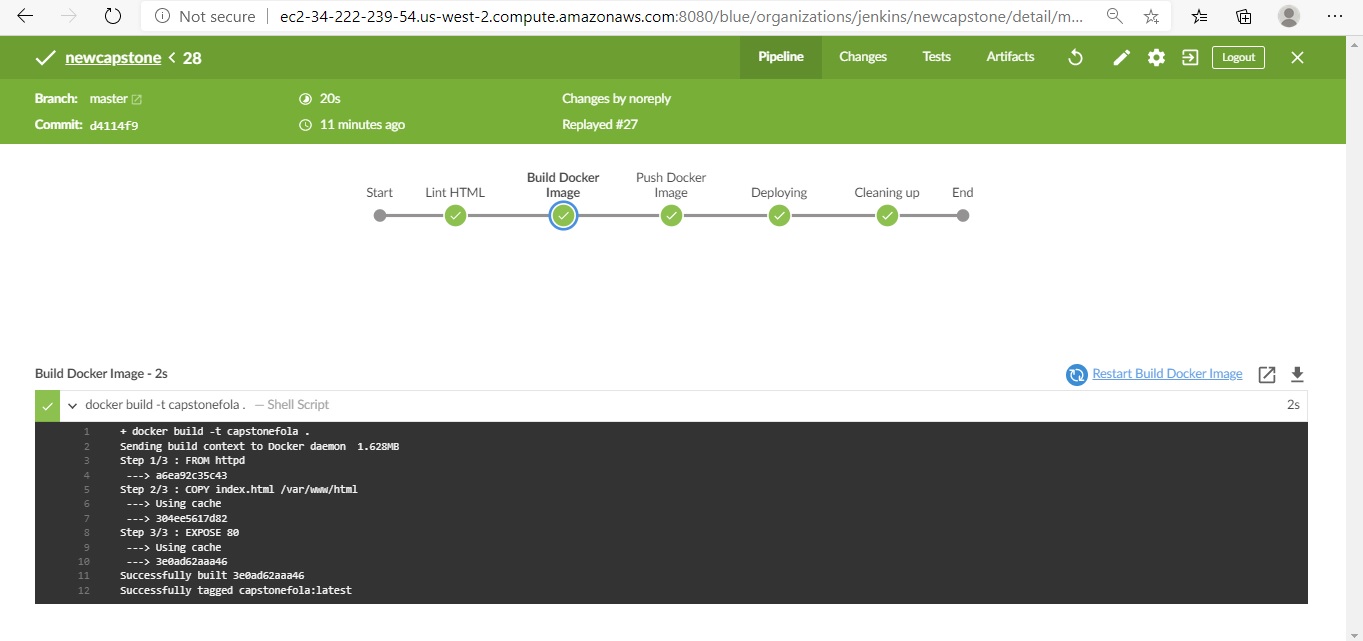 Not secure ec2-34-222-239-54.us-west-2.compute.amazonaws.com:8080/blue/organizations/jenkins/newcapstone/detail/m...
newcapstone < 28 Pipeline Changes Tests Artifacts Logout
Branch: master 20s Changes by noreply
Commit: d4114f9 11 minutes ago Replayed #27
Start Lint HTML Build Docker Image Push Docker Image Deploying Cleaning up End
Build Docker Image - 2s Restart Build Docker Image
docker build -t capstonefola . — Shell Script 2s
1 + docker build -t capstonefola .
2 Sending build context to Docker daemon 1.628MB
3 Step 1/3 : FROM httpd
4 ---> a6ea92c35c43
5 Step 2/3 : COPY index.html /var/www/html
6 ---> Using cache
7 ---> 304ee5617d82
8 Step 3/3 : EXPOSE 80
9 ---> Using cache
10 ---> 3e0ad62aaa46
11 Successfully built 3e0ad62aaa46
12 Successfully tagged capstonefola:latest